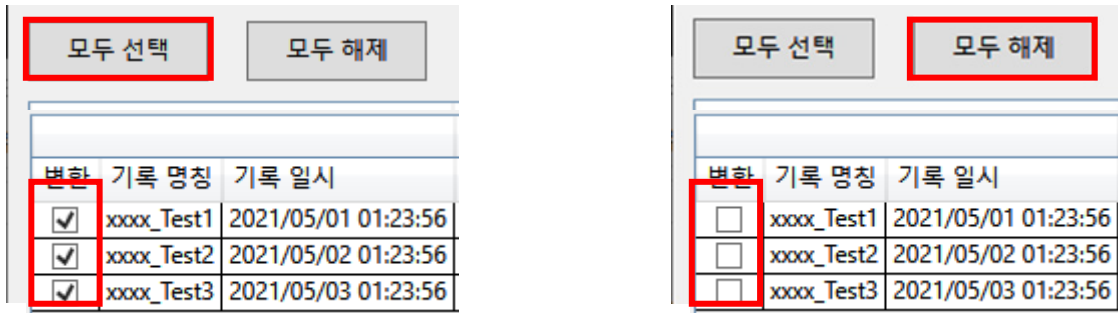 모두 선택 모두 해제
변환 기록 명칭 기록 일시
xxxx_Test1 2021/05/01 01:23:56
xxxx_Test2 2021/05/02 01:23:56
xxxx_Test3 2021/05/03 01:23:56
모두 선택 모두 해제
변환 기록 명칭 기록 일시
xxxx_Test1 2021/05/01 01:23:56
xxxx_Test2 2021/05/02 01:23:56
xxxx_Test3 2021/05/03 01:23:56